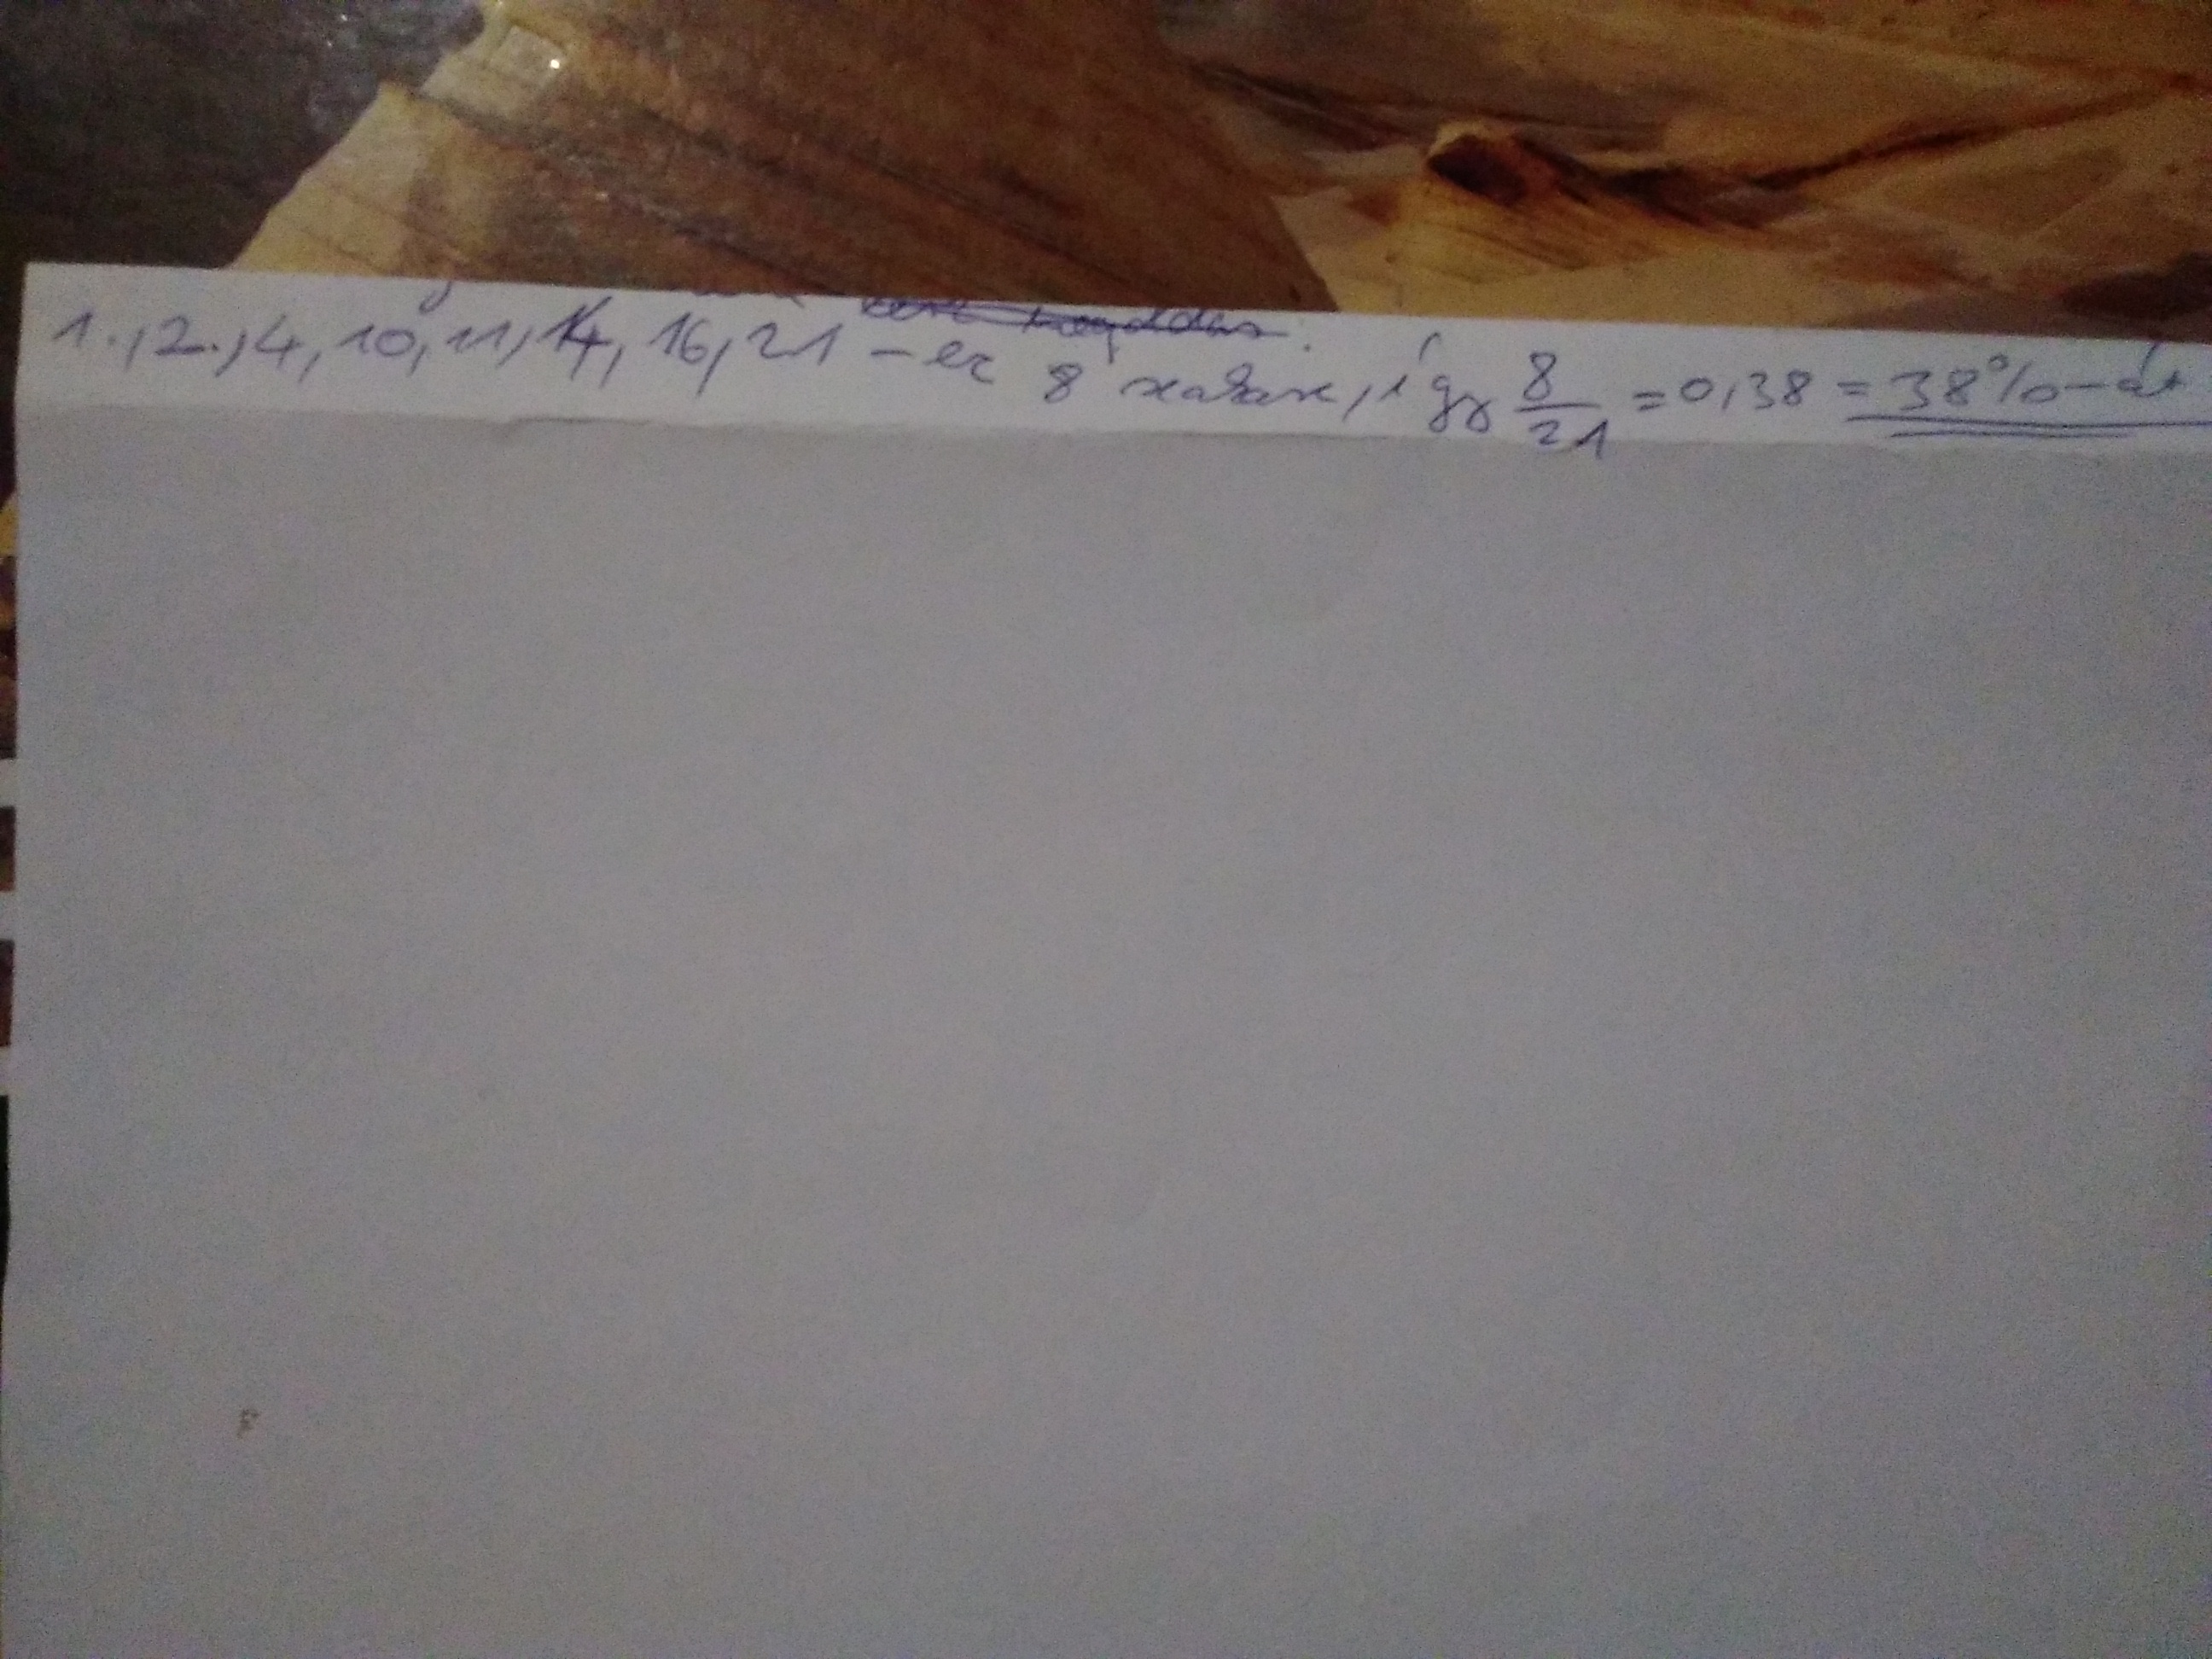 1., 2., 4, 10, 11, 14, 16, 21 – ez 8 szakasz, így 8/21 = 0,38 = 38%-át